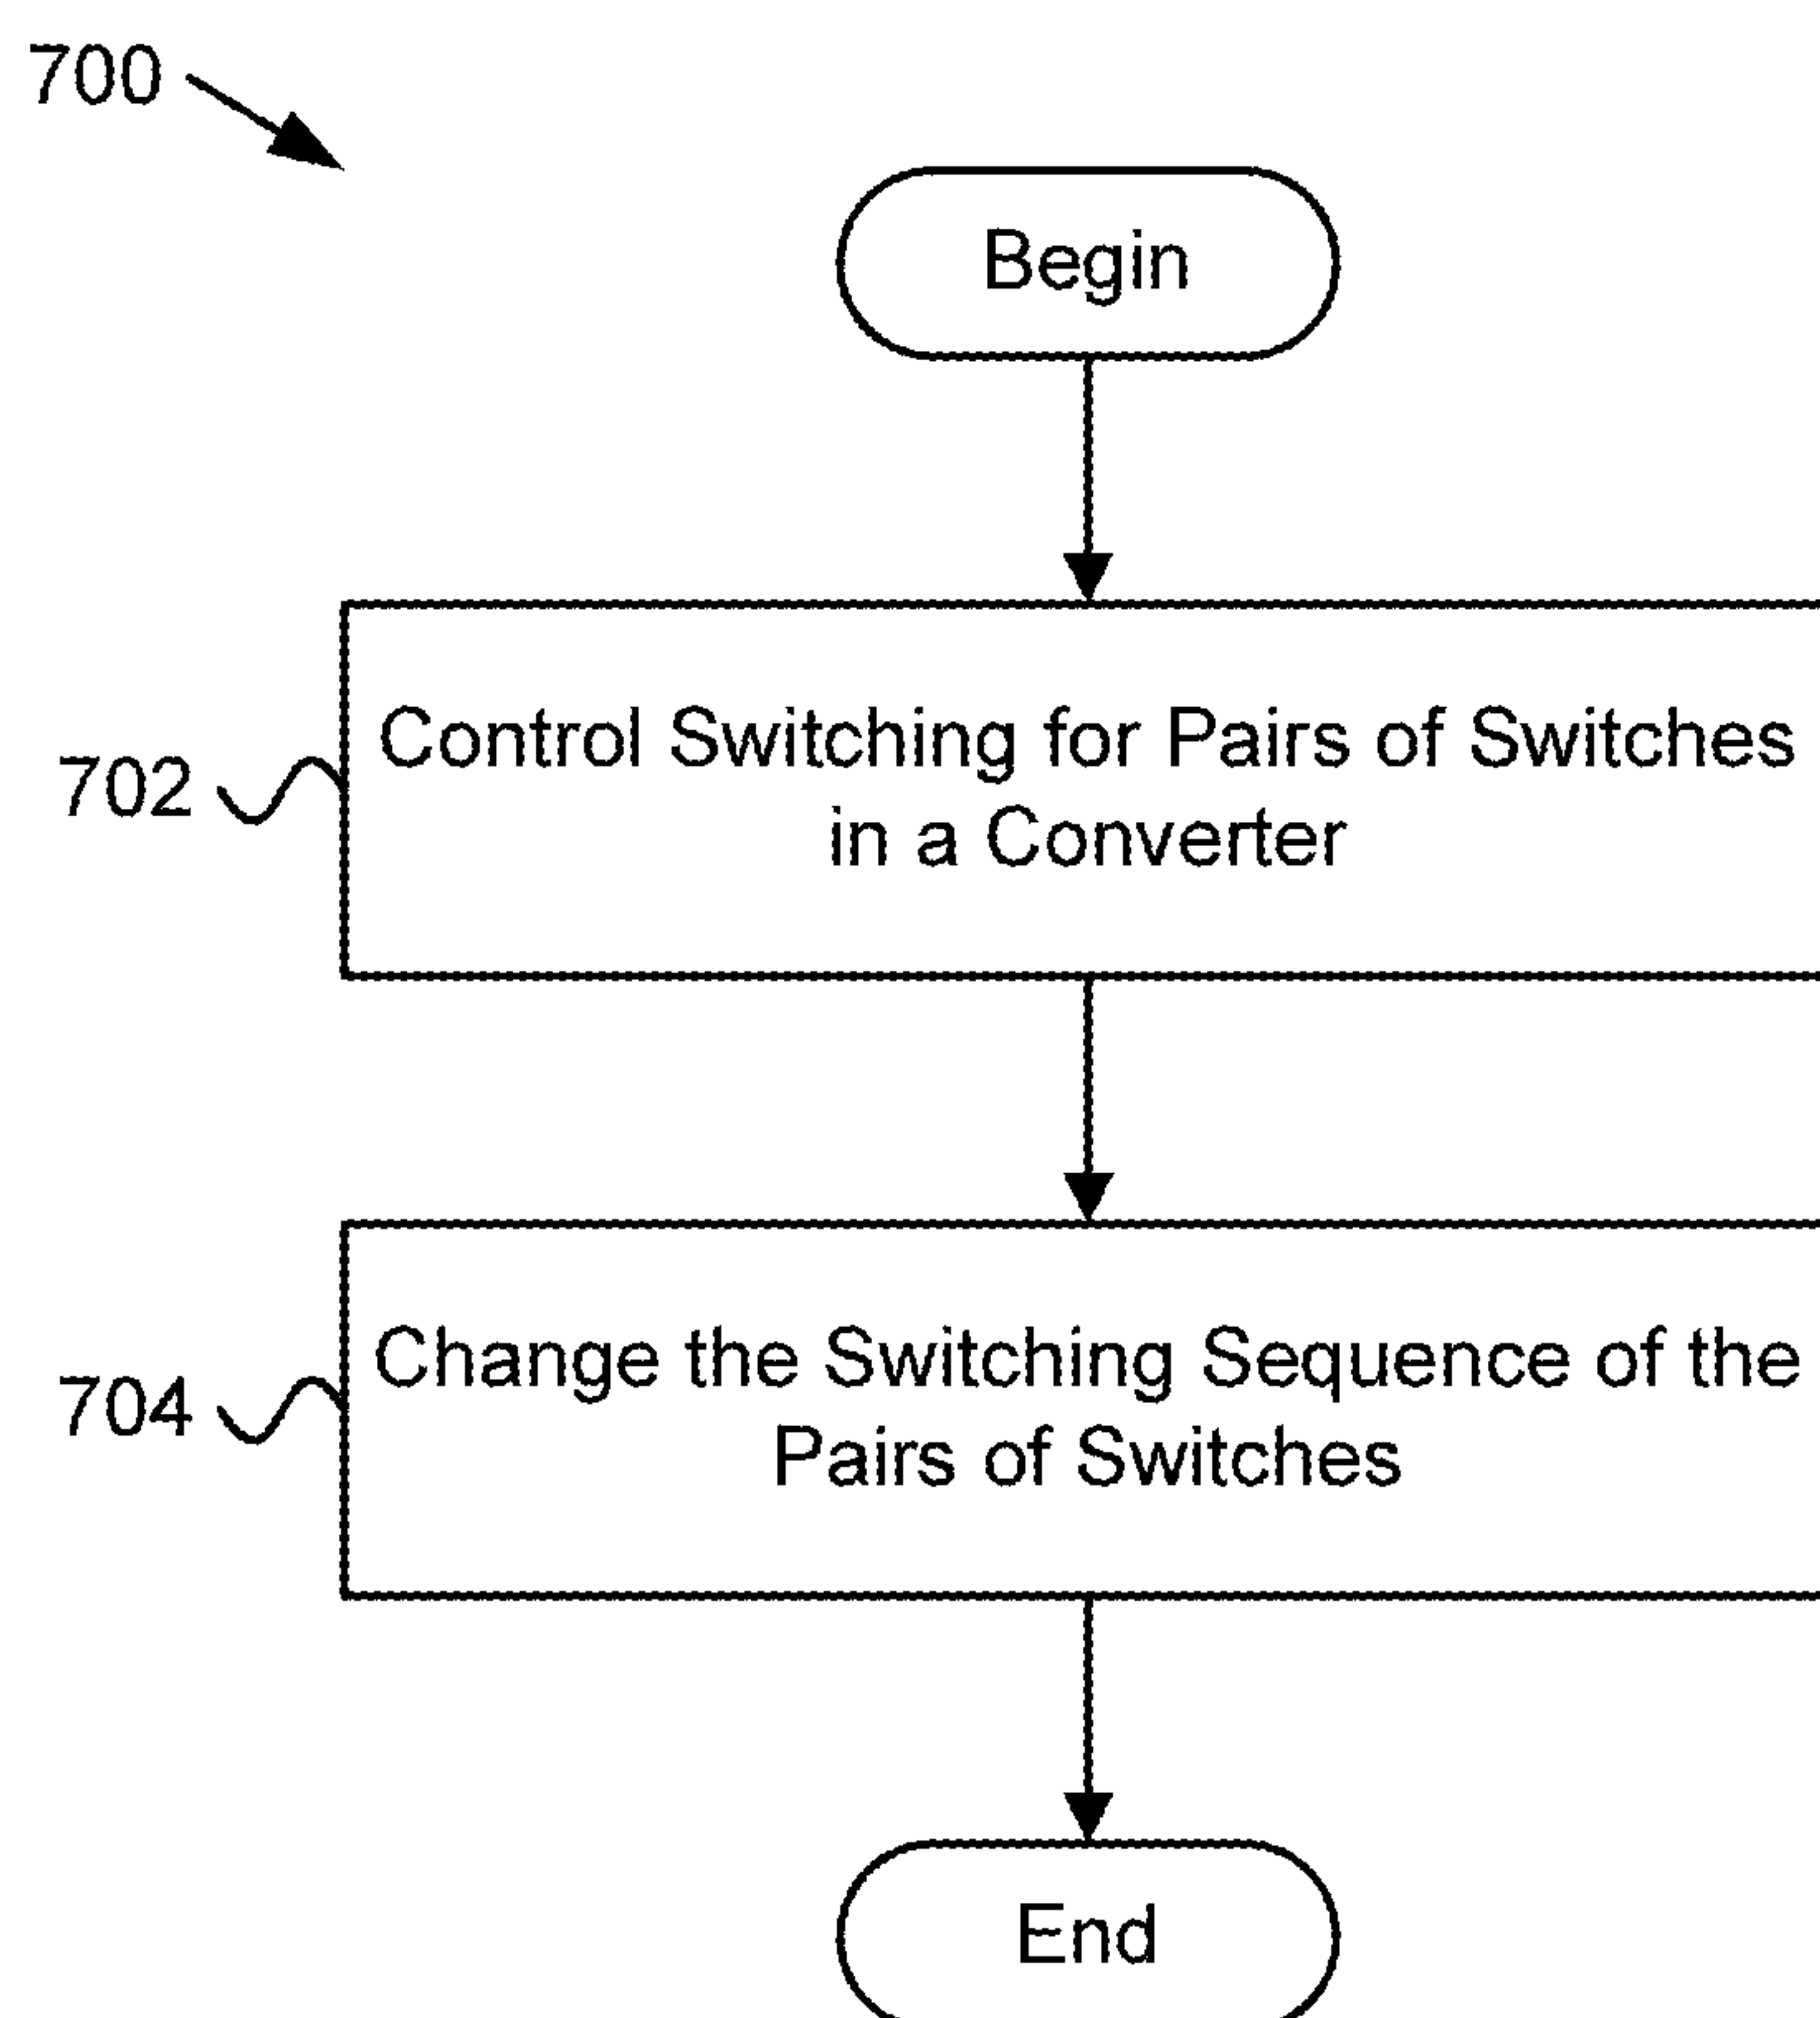 700
Begin
702
Control Switching for Pairs of Switches
in a Converter
704
Change the Switching Sequence of the
Pairs of Switches
End